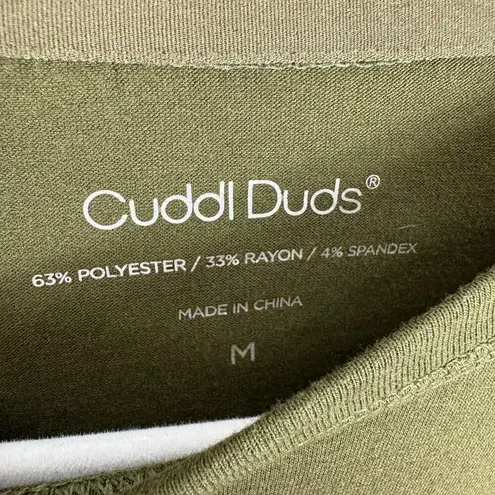 Cuddl Duds®
63% POLYESTER / 33% RAYON / 4% SPANDEX
MADE IN CHINA
M